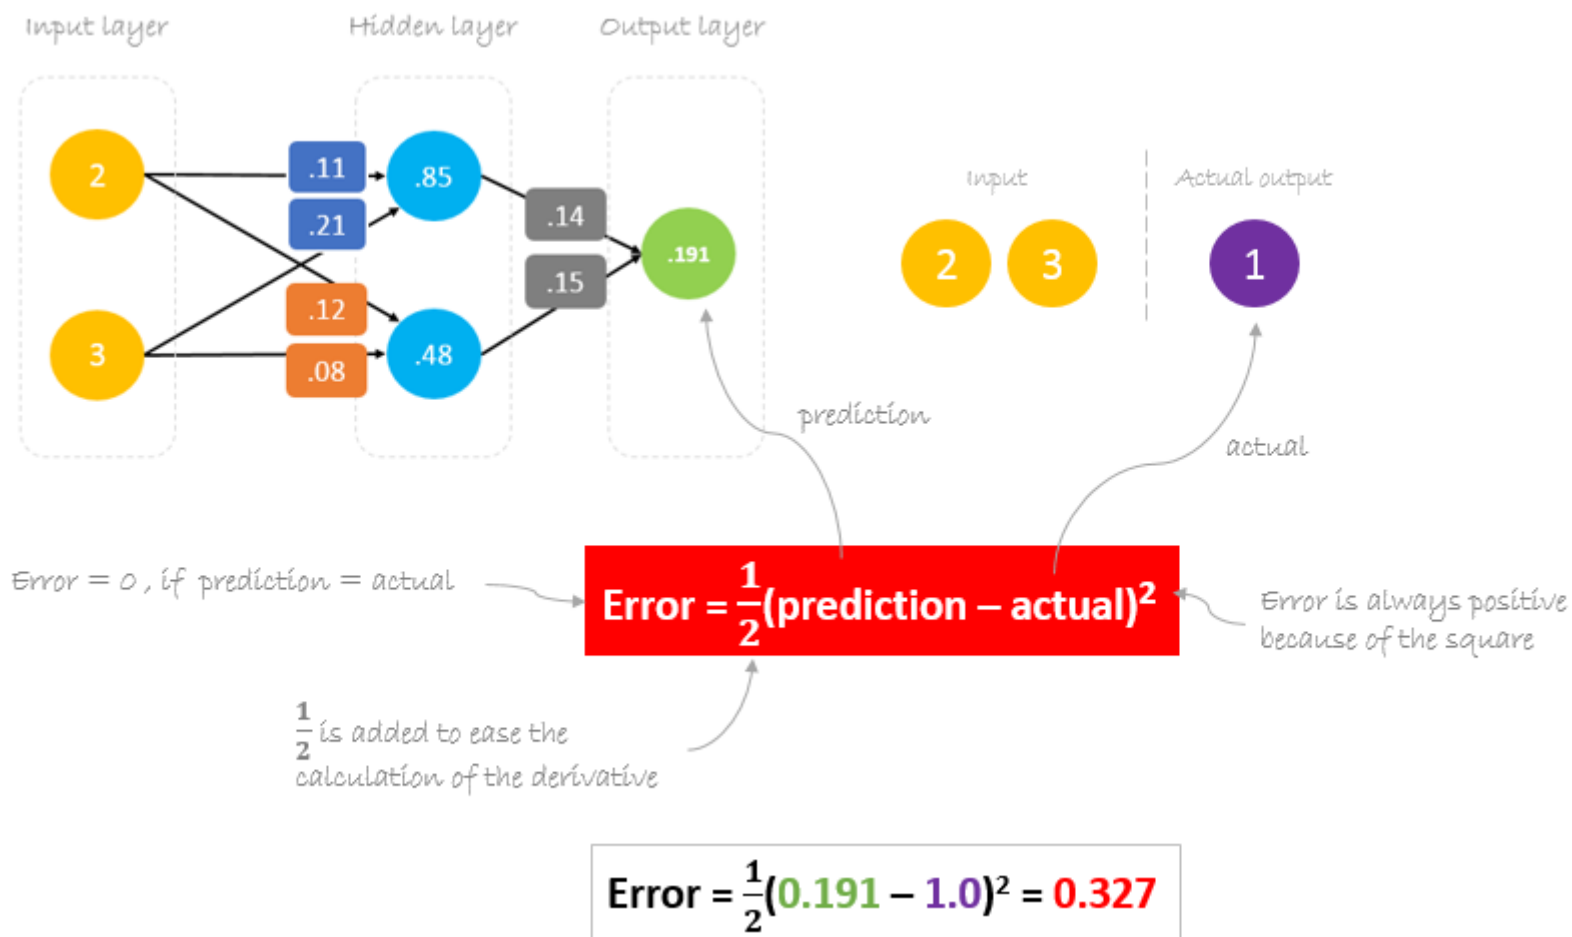 Input layer Hidden layer Output layer
2 .11 .85
.21
.14
.191
.15
.12
3 .08 .48
Input Actual output
2 3 1
prediction
actual
Error = 0 , if prediction = actual
Error = 1/2(prediction – actual)²
Error is always positive
because of the square
1/2 is added to ease the
calculation of the derivative
Error = 1/2(0.191 – 1.0)² = 0.327